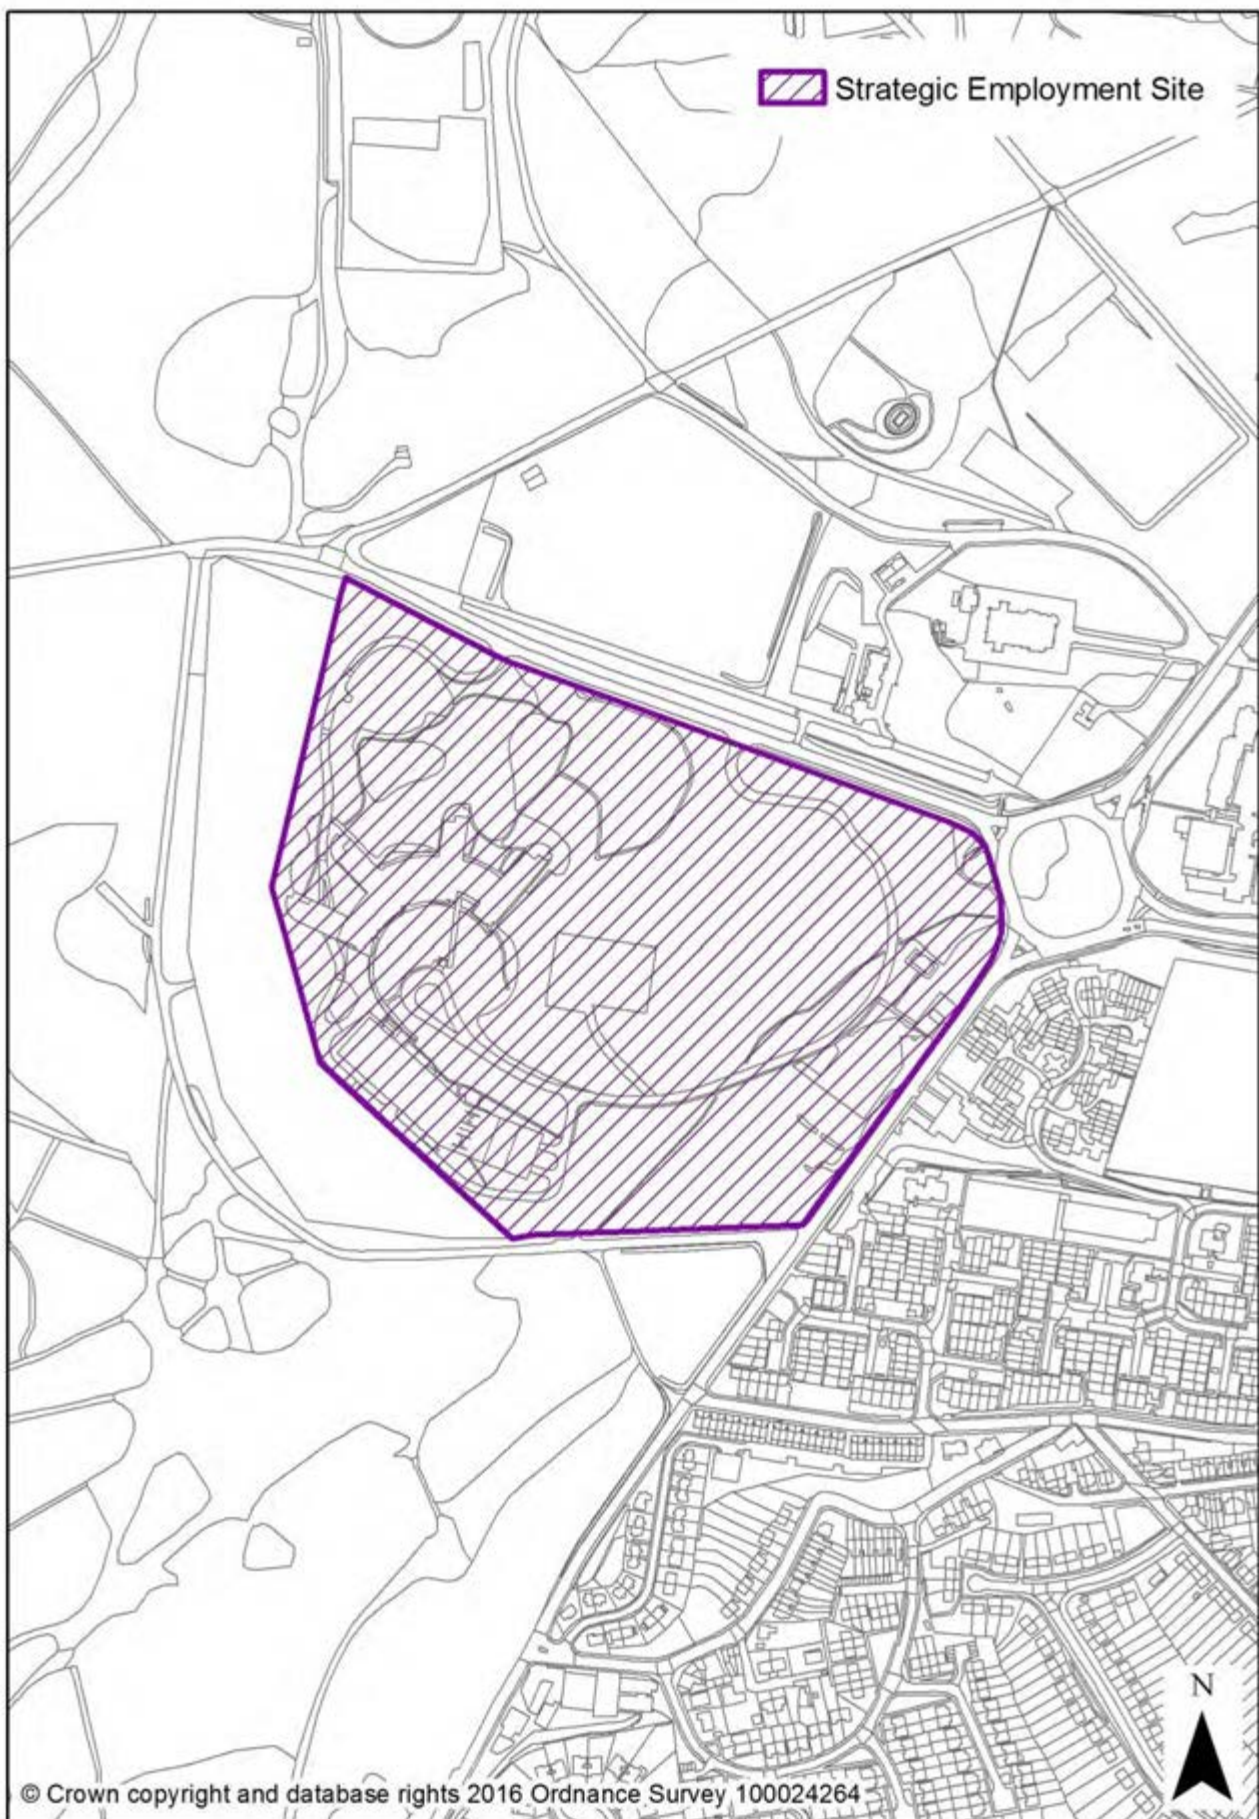 Strategic Employment Site
N
© Crown copyright and database rights 2016 Ordnance Survey 100024264